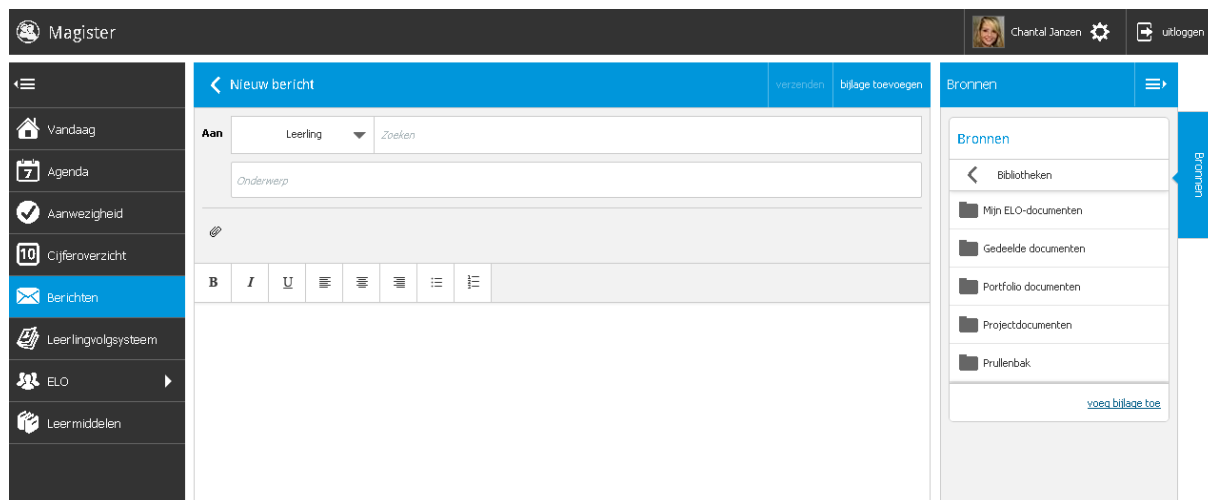 Magister
Chantal Janzen
uitloggen
Nieuw bericht
verzenden
bijlage toevoegen
Bronnen
Vandaag
7 Agenda
Aanwezigheid
10 Cijferoverzicht
Berichten
Leerlingvolgsysteem
ELO
Leermiddelen
Aan Leerling Zoeken
Onderwerp
B I U
Bronnen
Bibliotheken
Mijn ELO-documenten
Gedeelde documenten
Portfolio documenten
Projectdocumenten
Prullenbak
voeg bijlage toe
Bronnen